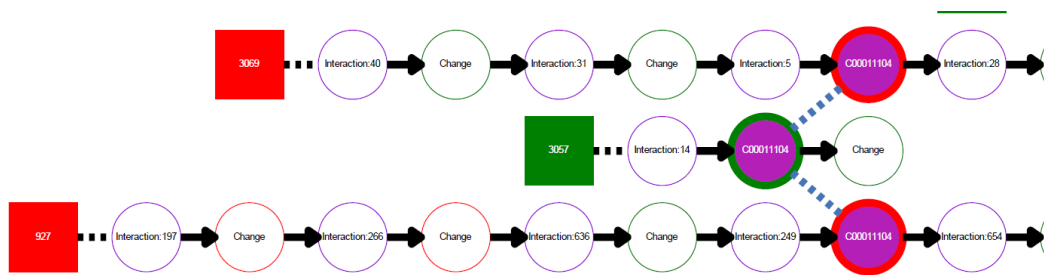 3069 Interaction:40 Change Interaction:31 Change Interaction:5 C00011104 Interaction:28
3057 Interaction:14 C00011104 Change
927 Interaction:197 Change Interaction:266 Change Interaction:636 Change Interaction:249 C00011104 Interaction:654